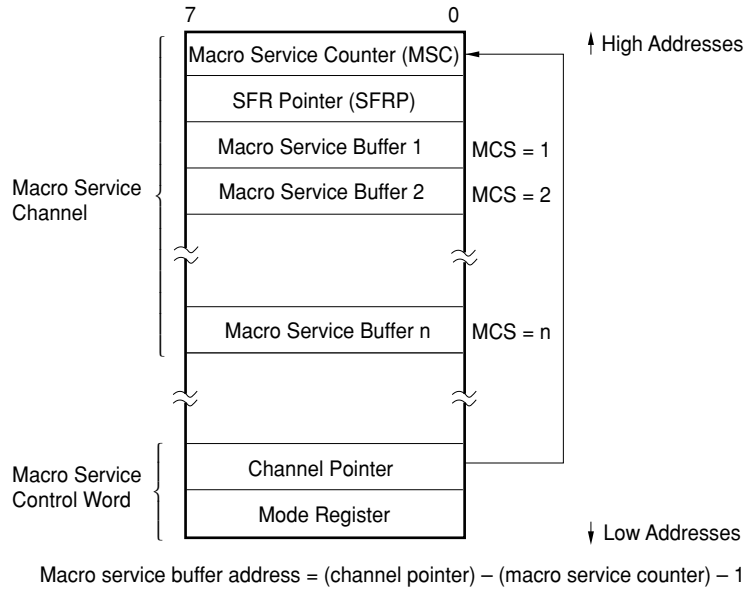 7 0
Macro Service Counter (MSC)
High Addresses
SFR Pointer (SFRP)
Macro Service Buffer 1
MCS = 1
Macro Service
Channel
Macro Service Buffer 2
MCS = 2
Macro Service Buffer n
MCS = n
Macro Service
Control Word
Channel Pointer
Mode Register
Low Addresses
Macro service buffer address = (channel pointer) – (macro service counter) – 1